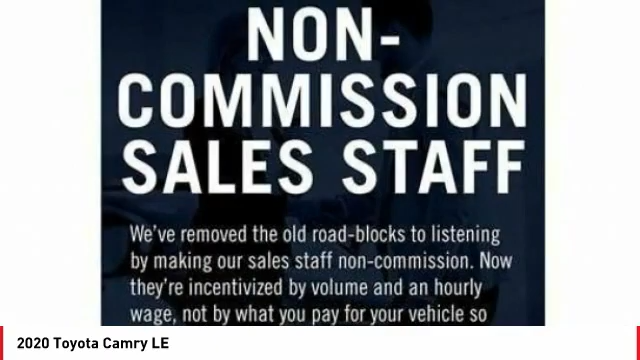 NON-
COMMISSION
SALES STAFF
We've removed the old road-blocks to listening
by making our sales staff non-commission. Now
they're incentivized by volume and an hourly
wage, not by what you pay for your vehicle so
2020 Toyota Camry LE